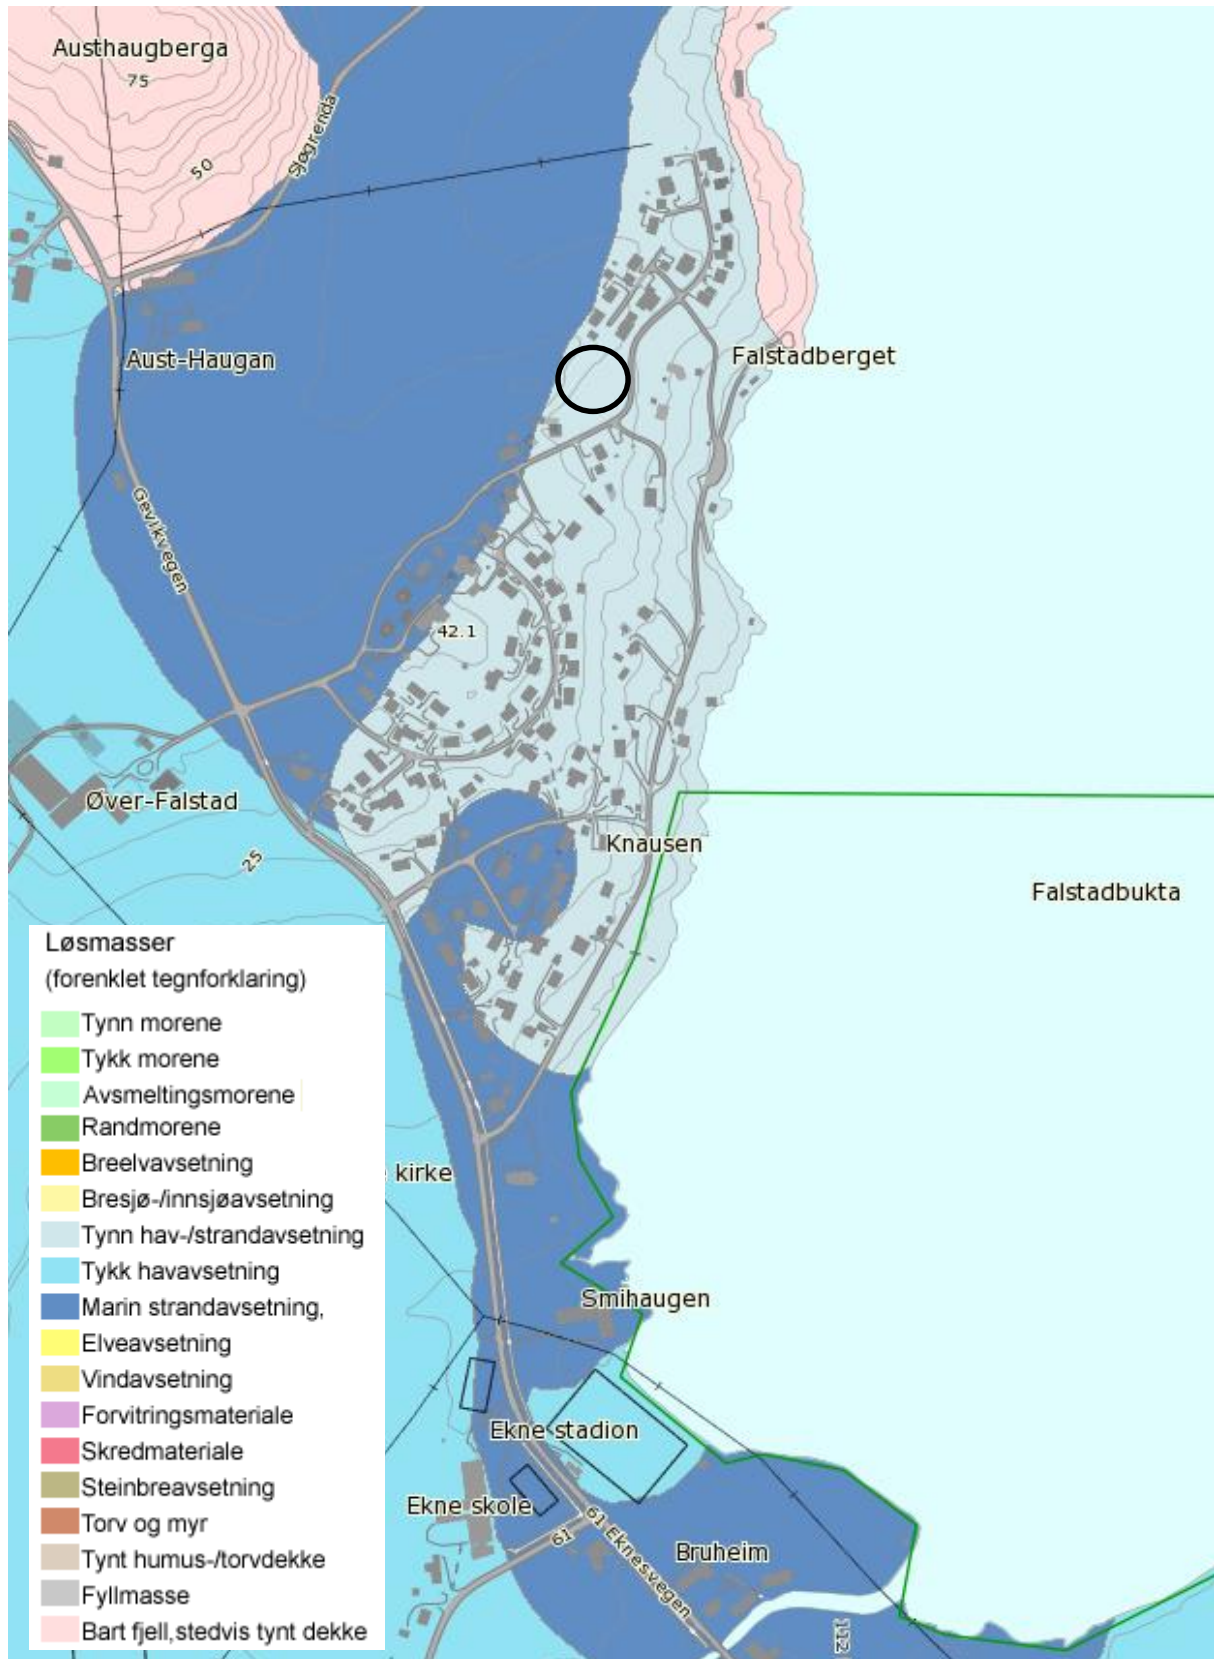 Austhaugberga
75
50
Sjøgrenda
Aust-Haugan
Falstadberget
Gevikvegen
42.1
Øver-Falstad
25
Knausen
Falstadbukta
Løsmasser
(forenklet tegnforklaring)
Tynn morene
Tykk morene
Avsmeltingsmorene
Randmorene
Breelvavsetning
Bresjø-/innsjøavsetning
Tynn hav-/strandavsetning
Tykk havavsetning
Marin strandavsetning,
Elveavsetning
Vindavsetning
Forvitringsmateriale
Skredmateriale
Steinbreavsetning
Torv og myr
Tynt humus-/torvdekke
Fyllmasse
Bart fjell,stedvis tynt dekke
kirke
Smihaugen
Ekne stadion
Ekne skole
61
61 Eknesvegen
Bruheim